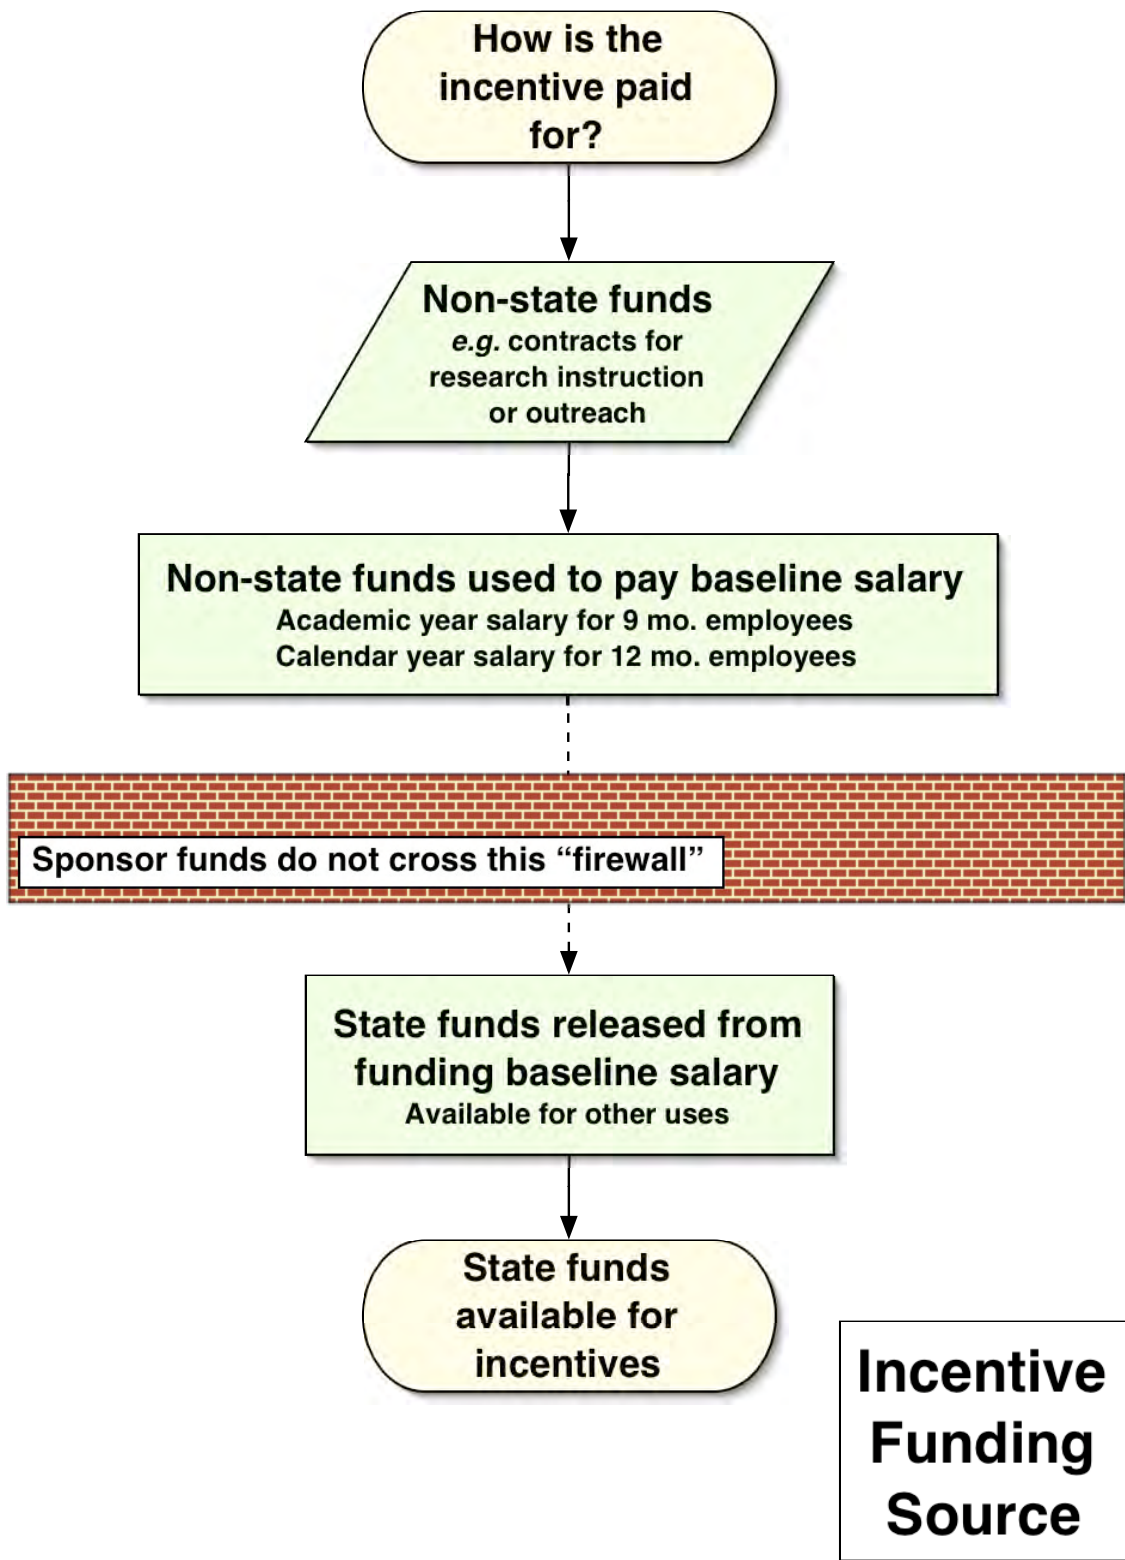 How is the
incentive paid
for?
Non-state funds
e.g. contracts for
research instruction
or outreach
Non-state funds used to pay baseline salary
Academic year salary for 9 mo. employees
Calendar year salary for 12 mo. employees
Sponsor funds do not cross this “firewall”
State funds released from
funding baseline salary
Available for other uses
State funds
available for
incentives
Incentive
Funding
Source